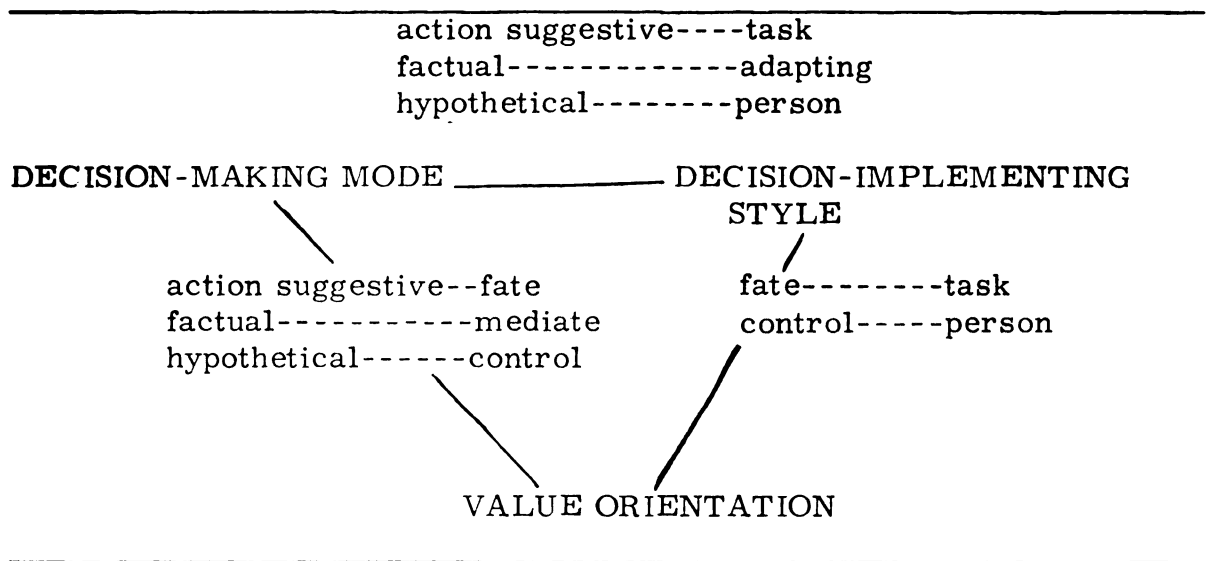 action suggestive----task
factual-------------adapting
hypothetical--------person
DECISION-MAKING MODE ________ DECISION-IMPLEMENTING
STYLE
action suggestive--fate
factual-----------mediate
hypothetical------control
fate--------task
control-----person
VALUE ORIENTATION